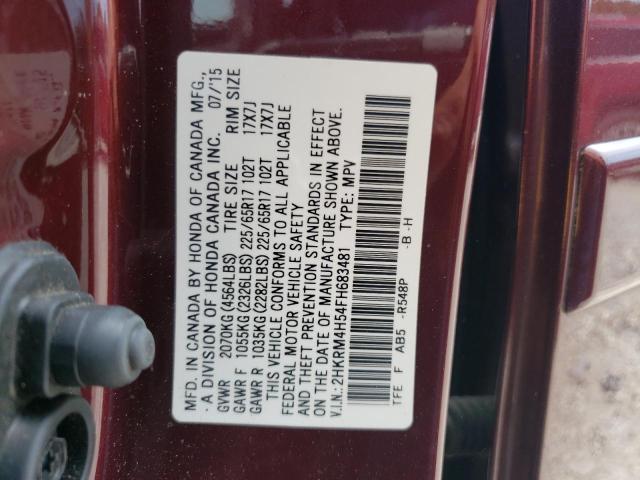 MFD. IN CANADA BY HONDA OF CANADA MFG.,
- A DIVISION OF HONDA CANADA INC. 07/15
GVWR 2070KG (4564LBS) TIRE SIZE RIM SIZE
GAWR F 1055KG (2326LBS) 225/65R17 102T 17X7J
GAWR R 1035KG (2282LBS) 225/65R17 102T 17X7J
THIS VEHICLE CONFORMS TO ALL APPLICABLE
FEDERAL MOTOR VEHICLE SAFETY
AND THEFT PREVENTION STANDARDS IN EFFECT
ON THE DATE OF MANUFACTURE SHOWN ABOVE.
V.I.N.:2HKRM4H54FH683481 TYPE: MPV
TFE F AB5 -R548P -B -H